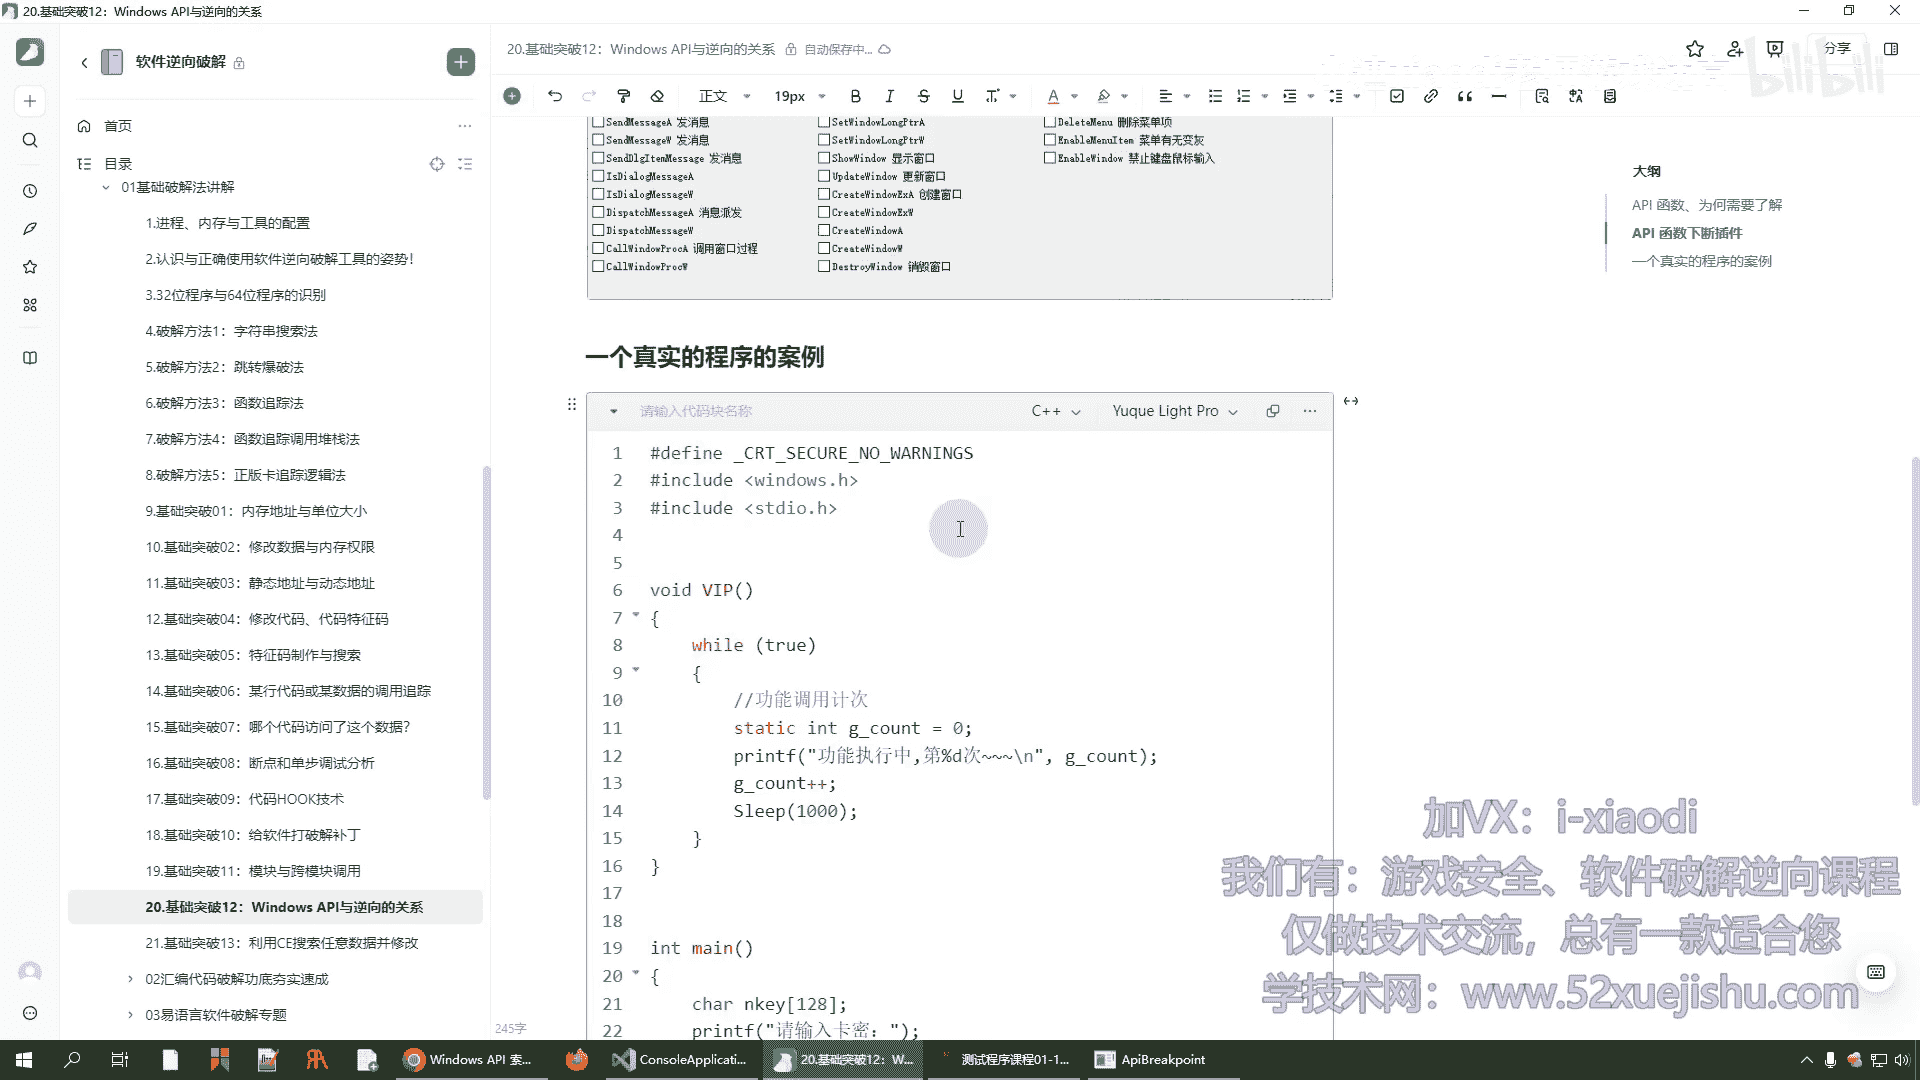 20.基础突破12：Windows API与逆向的关系
软件逆向破解
首页
目录
01基础破解法讲解
1.进程、内存与工具的配置
2.认识与正确使用软件逆向破解工具的姿势！
3.32位程序与64位程序的识别
4.破解方法1：字符串搜索法
5.破解方法2：跳转爆破法
6.破解方法3：函数追踪法
7.破解方法4：函数追踪调用堆栈法
8.破解方法5：正版卡追踪逻辑法
9.基础突破01：内存地址与单位大小
10.基础突破02：修改数据与内存权限
11.基础突破03：静态地址与动态地址
12.基础突破04：修改代码、代码特征码
13.基础突破05：特征码制作与搜索
14.基础突破06：某行代码或某数据的调用追踪
15.基础突破07：哪个代码访问了这个数据？
16.基础突破08：断点和单步调试分析
17.基础突破09：代码HOOK技术
18.基础突破10：给软件打破解补丁
19.基础突破11：模块与跨模块调用
20.基础突破12：Windows API与逆向的关系
21.基础突破13：利用CE搜索任意数据并修改
02汇编代码破解功底夯实速成
03易语言软件破解专题
20.基础突破12：Windows API与逆向的关系 自动保存中...
分享
bilibili
正文 19px
SendMessageA 发消息 SetWindowLongPtrA DeleteMenu 删除菜单项
SendMessageW 发消息 SetWindowLongPtrW EnableMenuItem 菜单有无变灰
SendDlgItemMessage 发消息 ShowWindow 显示窗口 EnableWindow 禁止键盘鼠标输入
IsDialogMessageA UpdateWindow 更新窗口
IsDialogMessageW CreateWindowExA 创建窗口
DispatchMessageA 消息派发 CreateWindowExW
DispatchMessageW CreateWindowA
CallWindowProcA 调用窗口过程 CreateWindowW
CallWindowProcW DestroyWindow 销毁窗口
一个真实的程序的案例
请输入代码块名称 C++ Yuque Light Pro
1 #define _CRT_SECURE_NO_WARNINGS
2 #include <windows.h>
3 #include <stdio.h>
4
5
6 void VIP()
7 {
8 while (true)
9 {
10 //功能调用计次
11 static int g_count = 0;
12 printf("功能执行中,第%d次~~~\n", g_count);
13 g_count++;
14 Sleep(1000);
15 }
16 }
17
18
19 int main()
20 {
21 char nkey[128];
22 printf("请输入卡密：");
245字
大纲
API 函数、为何需要了解
API 函数下断插件
一个真实的程序的案例
加VX：i-xiaodi
我们有：游戏安全、软件破解逆向课程
仅做技术交流，总有一款适合您
学技术网：www.52xuejishu.com
Windows API 案...
ConsoleApplicati...
20.基础突破12：W...
测试程序课程01-1...
ApiBreakpoint